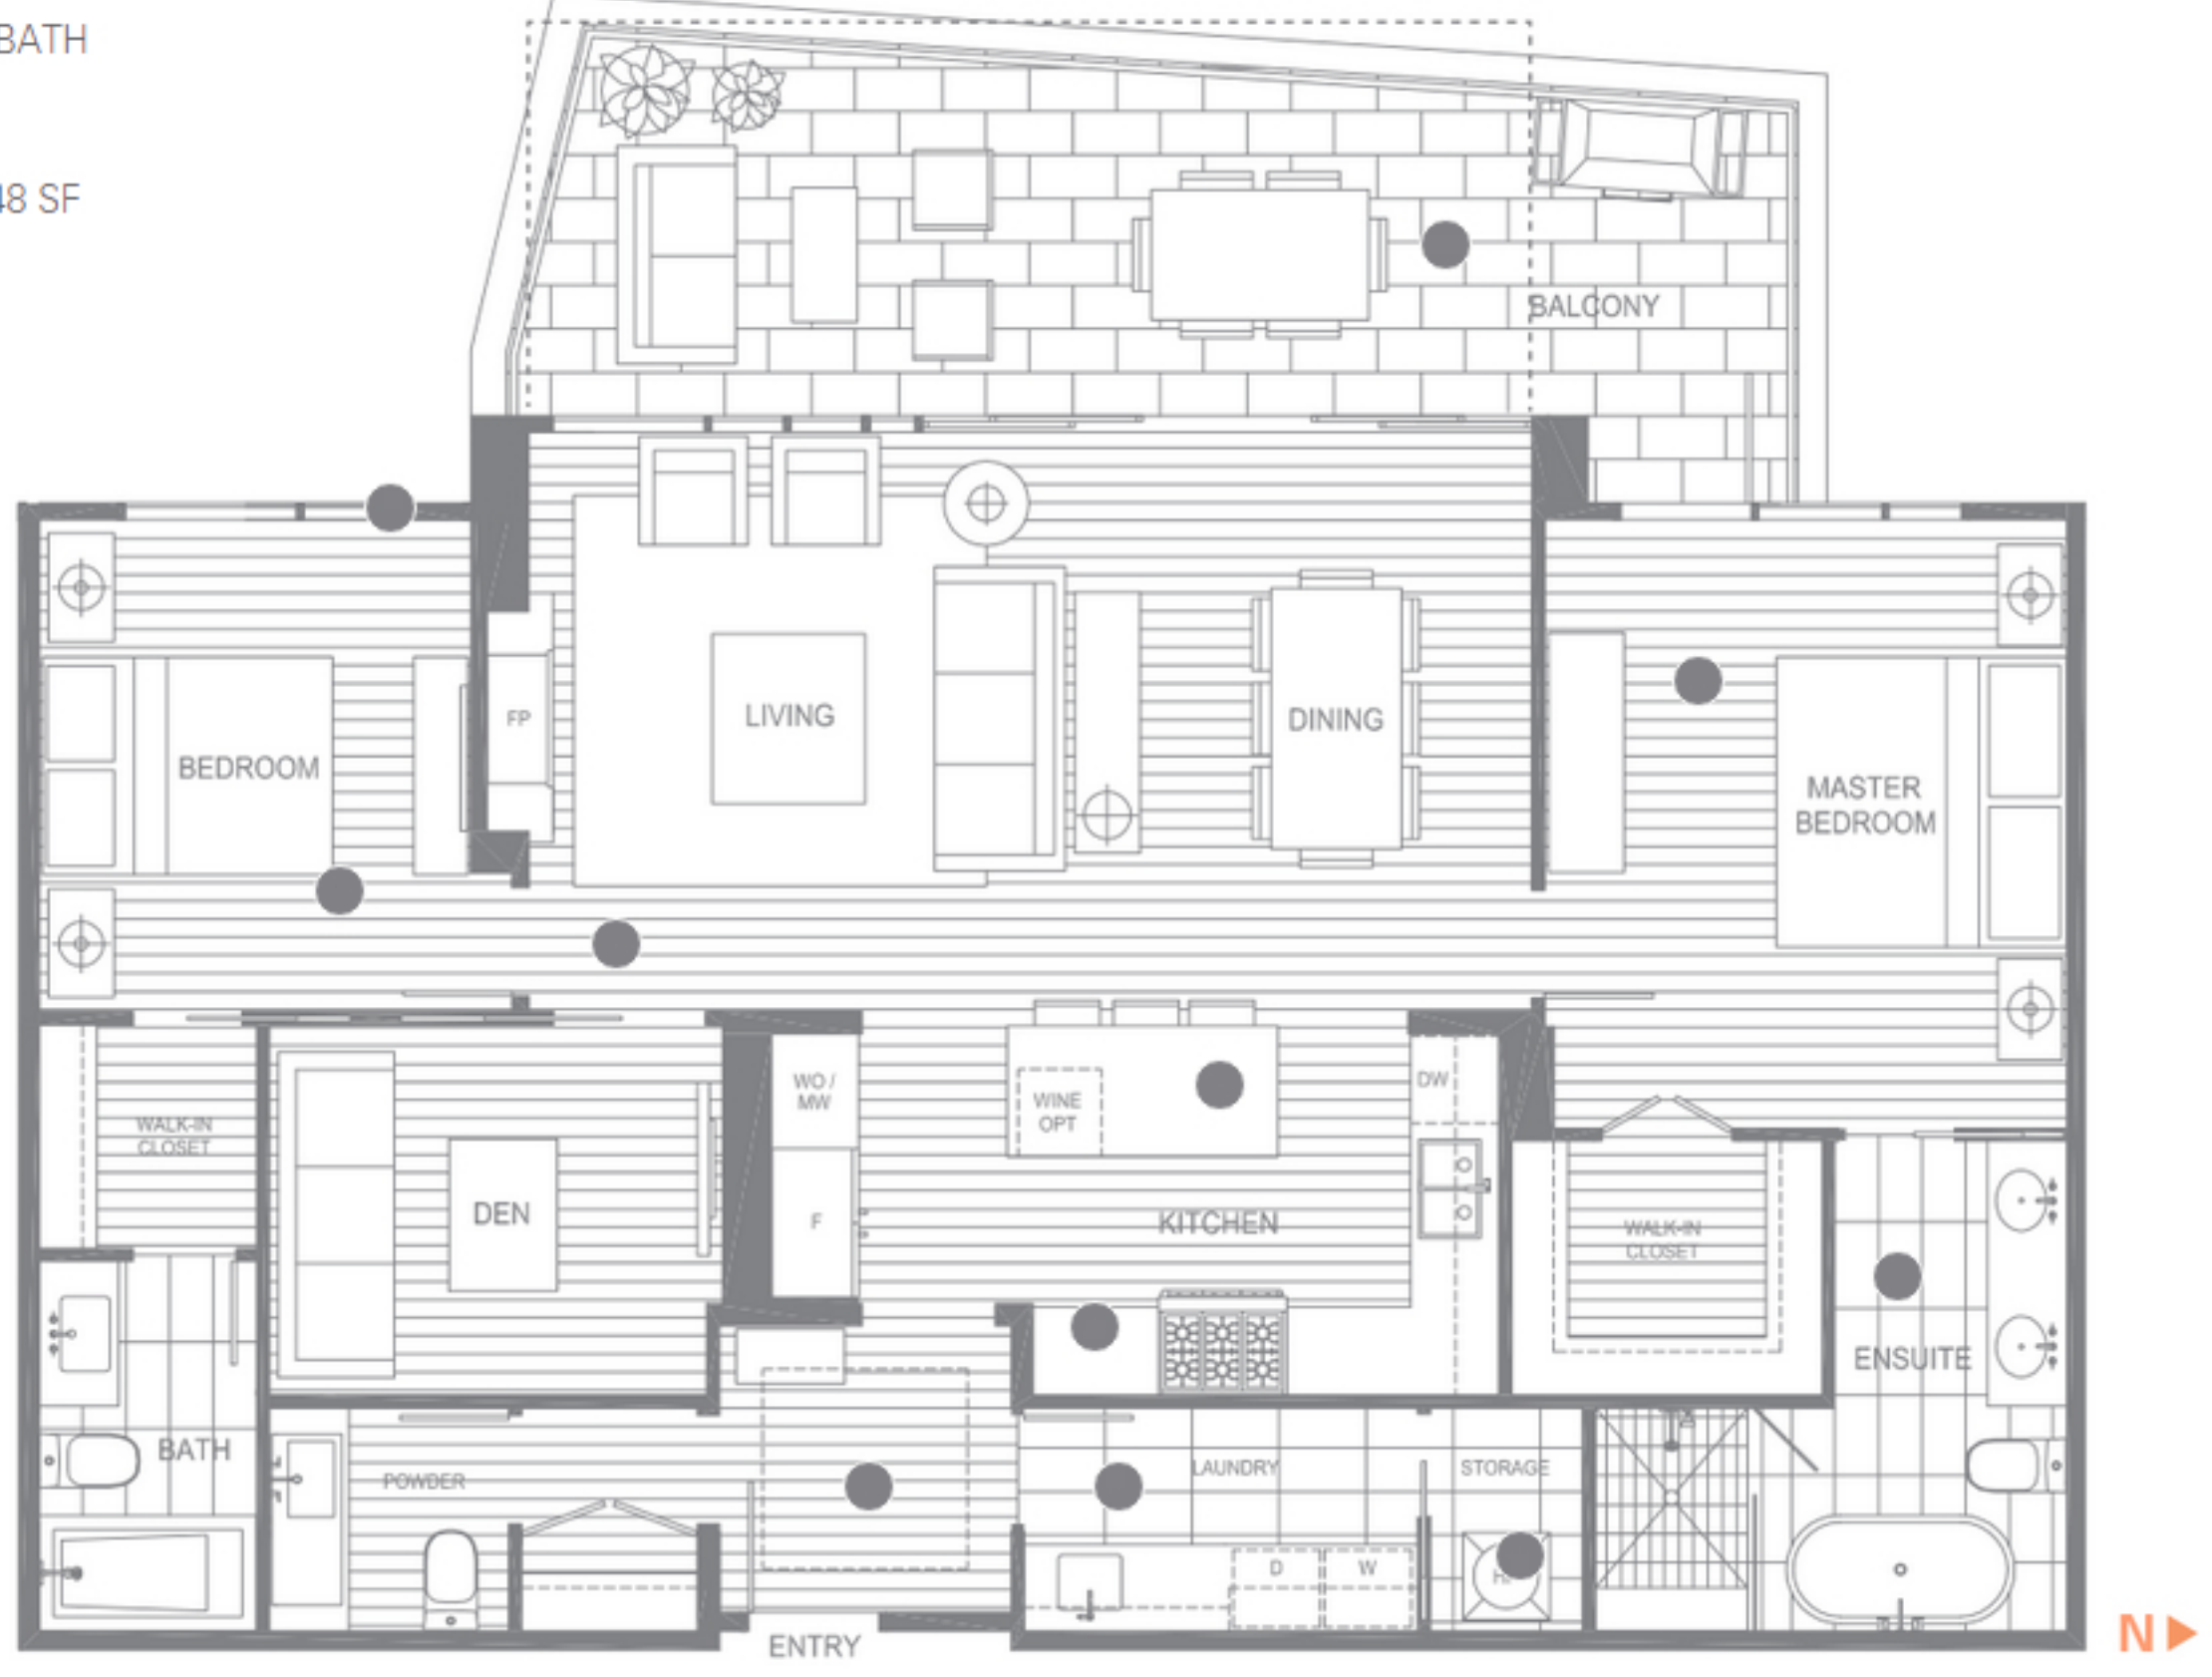 BATH
48 SF
BALCONY
FP
LIVING
DINING
BEDROOM
MASTER
BEDROOM
WO /
MW
WINE
OPT
DW
WALK-IN
CLOSET
DEN
F
KITCHEN
WALK-IN
CLOSET
ENSUITE
BATH
POWDER
LAUNDRY
STORAGE
D
W
ENTRY
N